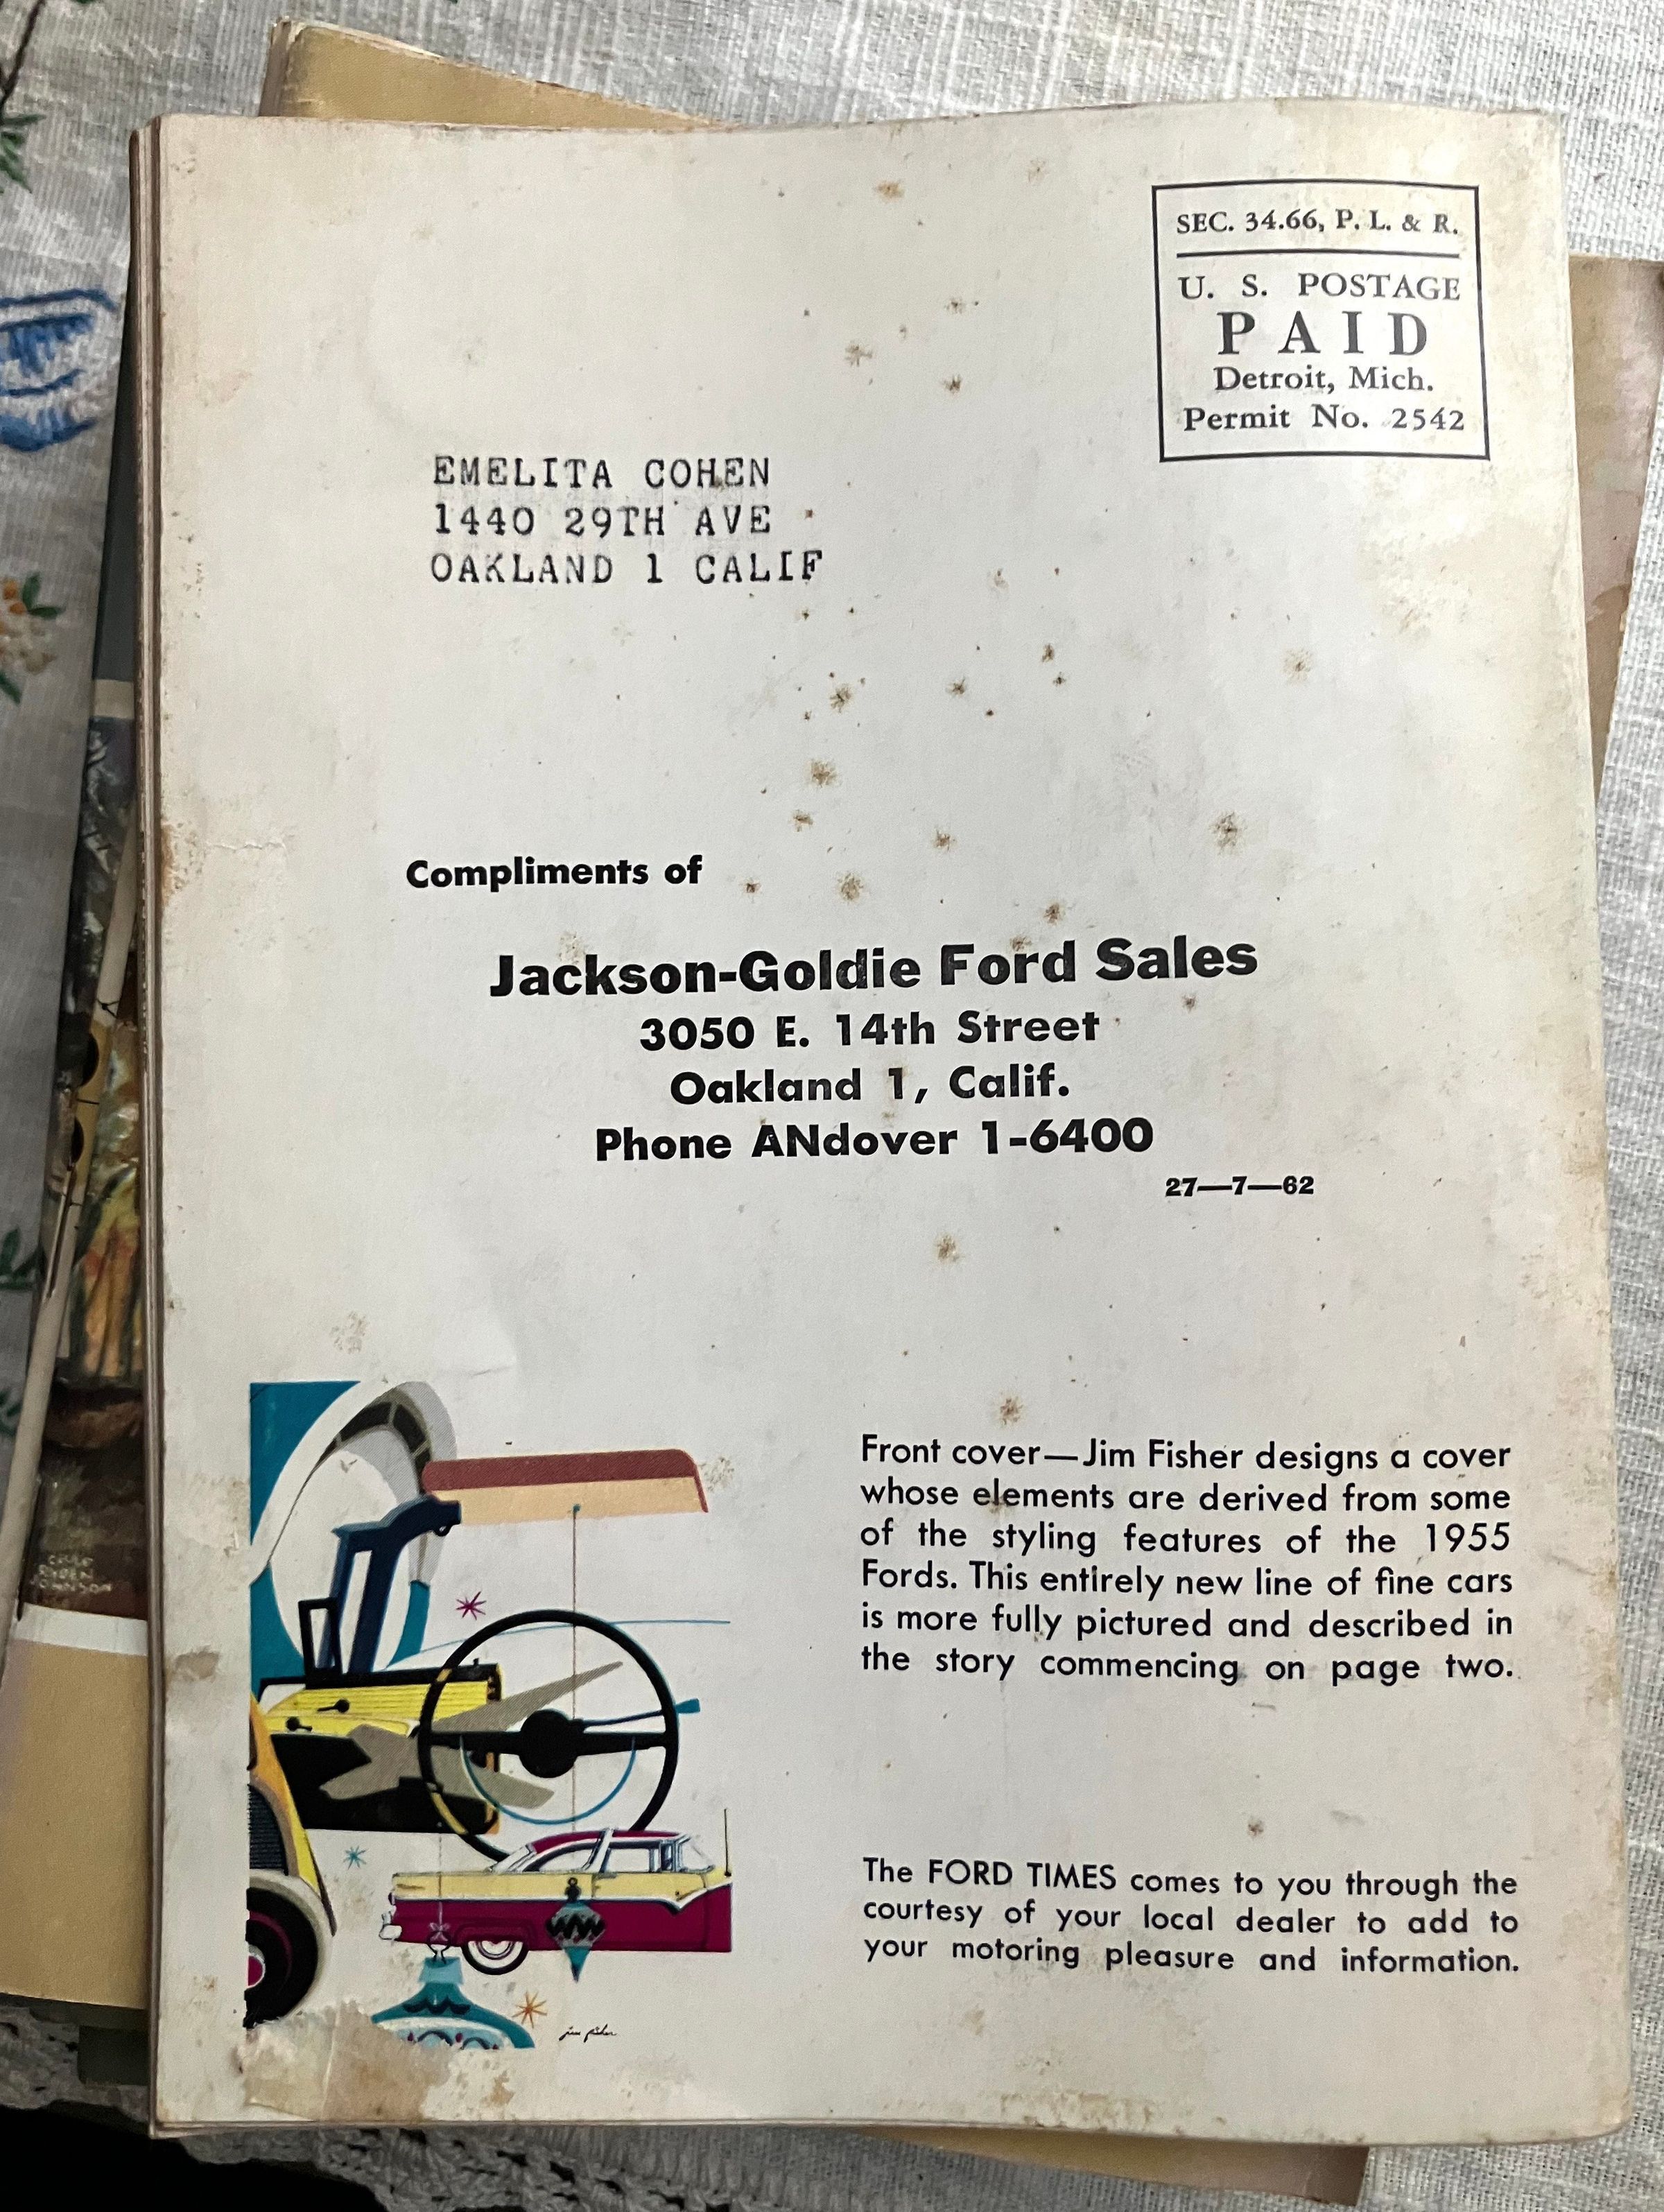 SEC. 34.66, P. L. & R.
U. S. POSTAGE
PAID
Detroit, Mich.
Permit No. 2542
EMELITA COHEN
1440 29TH AVE
OAKLAND 1 CALIF
Compliments of
Jackson-Goldie Ford Sales
3050 E. 14th Street
Oakland 1, Calif.
Phone ANdover 1-6400
27—7—62
Front cover—Jim Fisher designs a cover
whose elements are derived from some
of the styling features of the 1955
Fords. This entirely new line of fine cars
is more fully pictured and described in
the story commencing on page two.
The FORD TIMES comes to you through the
courtesy of your local dealer to add to
your motoring pleasure and information.
jim fisher
JOHNSON